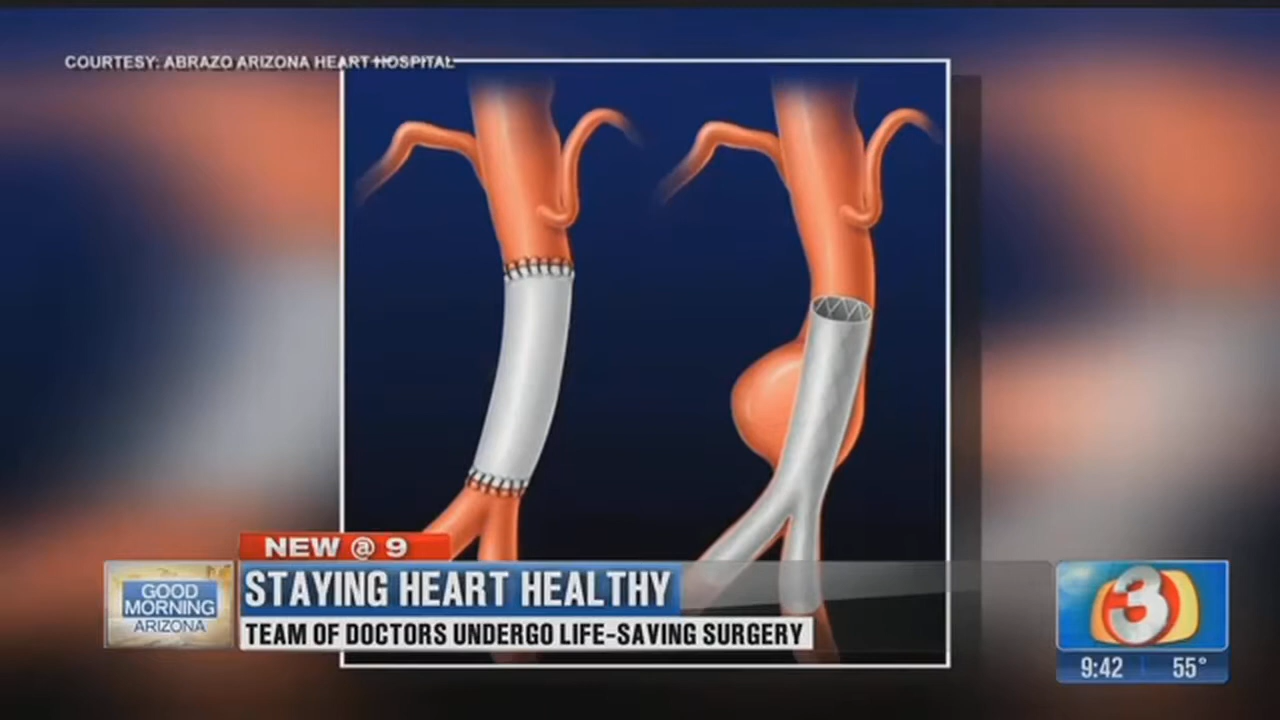 COURTESY: ABRAZO ARIZONA HEART HOSPITAL
NEW @ 9
STAYING HEART HEALTHY
TEAM OF DOCTORS UNDERGO LIFE-SAVING SURGERY
GOOD
MORNING
ARIZONA
3
9:42 55°